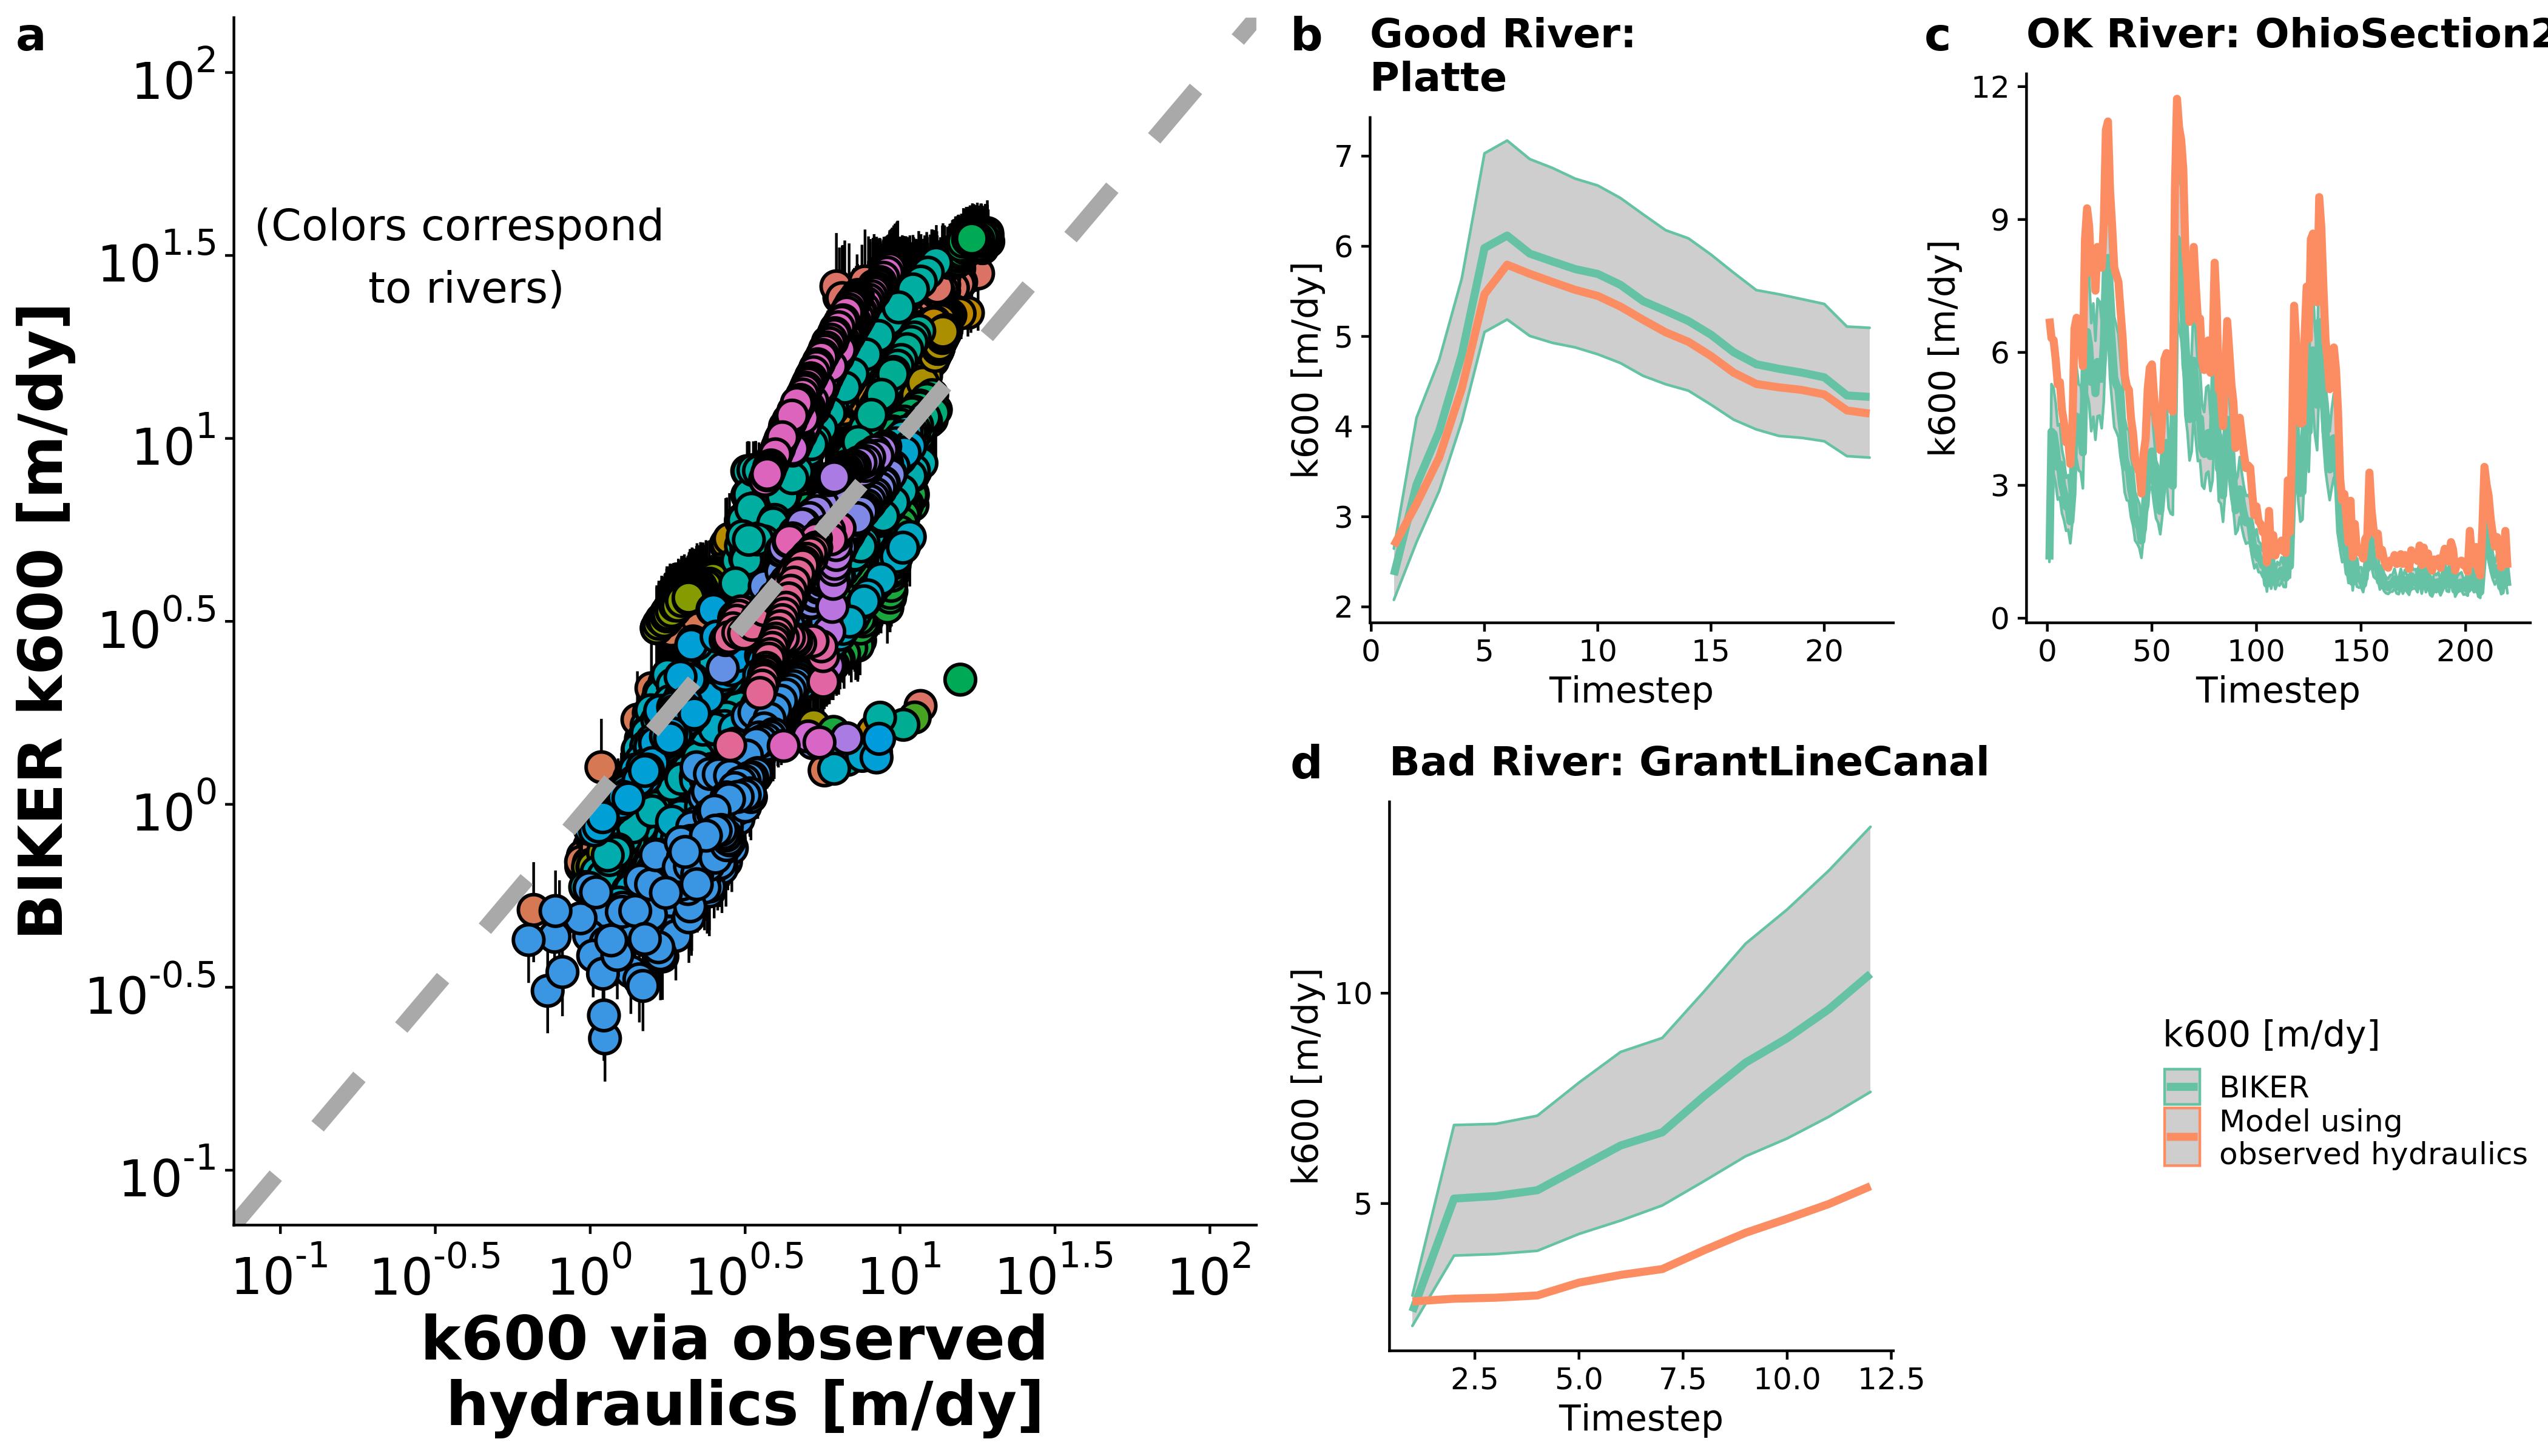 a
BIKER k600 [m/dy]
10^2
10^1.5
10^1
10^0.5
10^0
10^-0.5
10^-1
(Colors correspond
to rivers)
10^-1 10^-0.5 10^0 10^0.5 10^1 10^1.5 10^2
k600 via observed
hydraulics [m/dy]
b
Good River:
Platte
k600 [m/dy]
7
6
5
4
3
2
0 5 10 15 20
Timestep
c
OK River: OhioSection2
k600 [m/dy]
12
9
6
3
0
0 50 100 150 200
Timestep
d
Bad River: GrantLineCanal
k600 [m/dy]
10
5
2.5 5.0 7.5 10.0 12.5
Timestep
k600 [m/dy]
BIKER
Model using
observed hydraulics